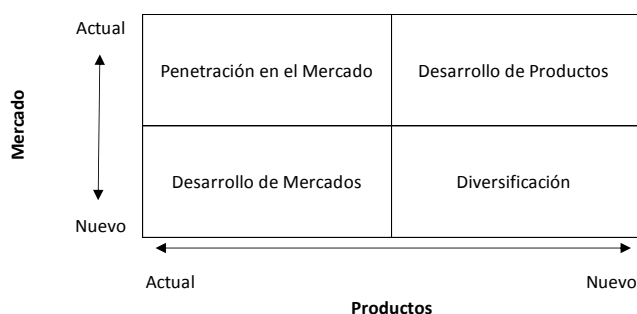 Actual
Penetración en el Mercado
Desarrollo de Productos
Mercado
Desarrollo de Mercados
Diversificación
Nuevo
Actual
Nuevo
Productos